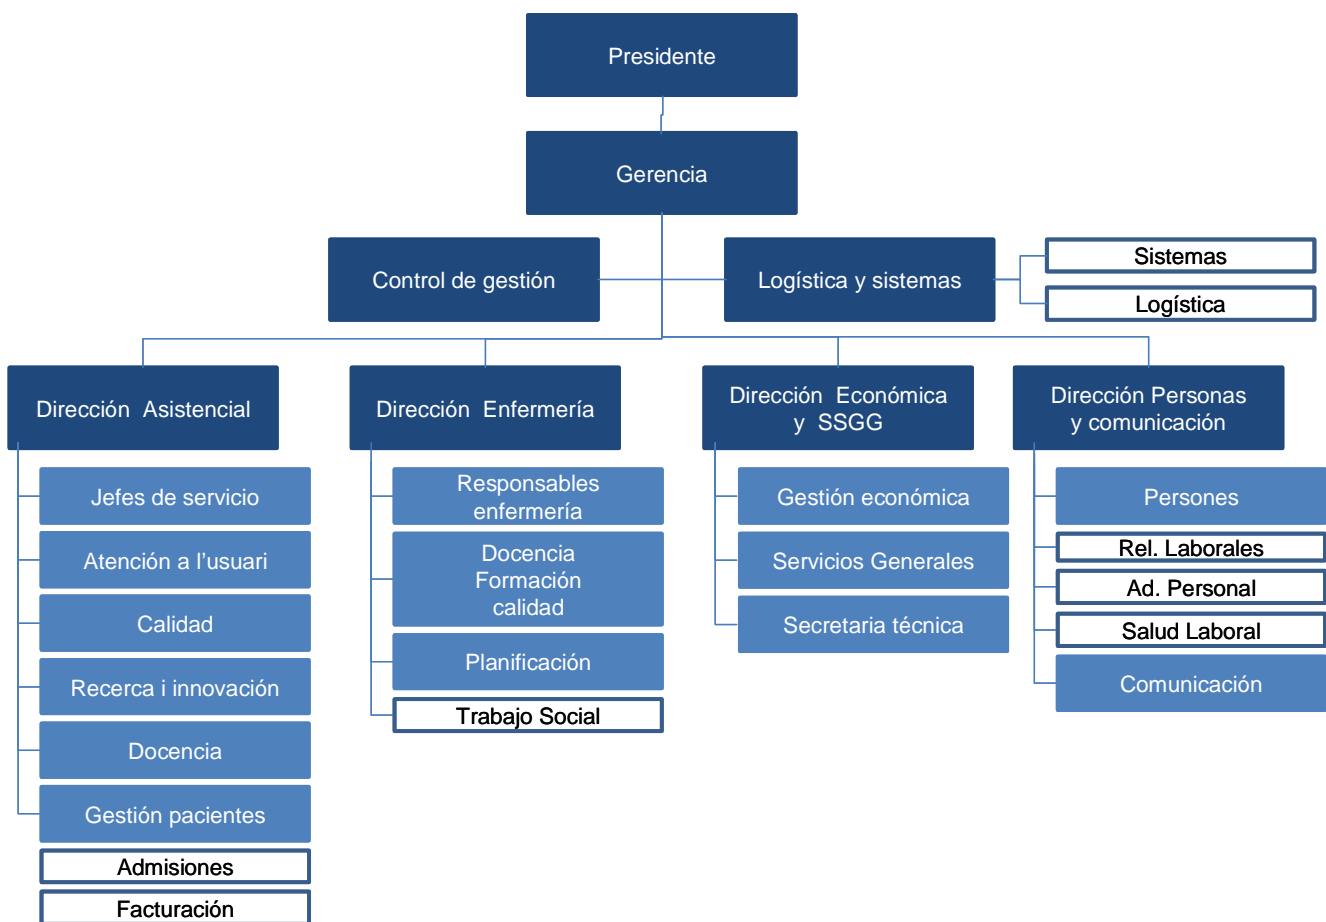 Presidente
Gerencia
Control de gestión
Logística y sistemas
Sistemas
Logística
Dirección Asistencial
Jefes de servicio
Atención a l'usuari
Calidad
Recerca i innovación
Docencia
Gestión pacientes
Admisiones
Facturación
Dirección Enfermería
Responsables
enfermería
Docencia
Formación
calidad
Planificación
Trabajo Social
Dirección Económica
y SSGG
Gestión económica
Servicios Generales
Secretaria técnica
Dirección Personas
y comunicación
Persones
Rel. Laborales
Ad. Personal
Salud Laboral
Comunicación